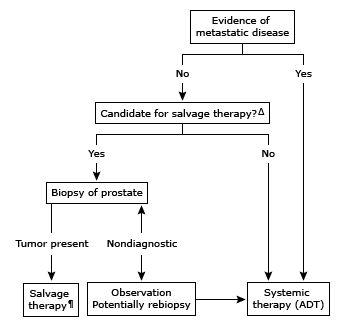 Evidence of
metastatic disease
No
Yes
Candidate for salvage therapy?Δ
Yes
No
Biopsy of prostate
Tumor present
Nondiagnostic
Salvage
therapy¶
Observation
Potentially rebiopsy
Systemic
therapy (ADT)